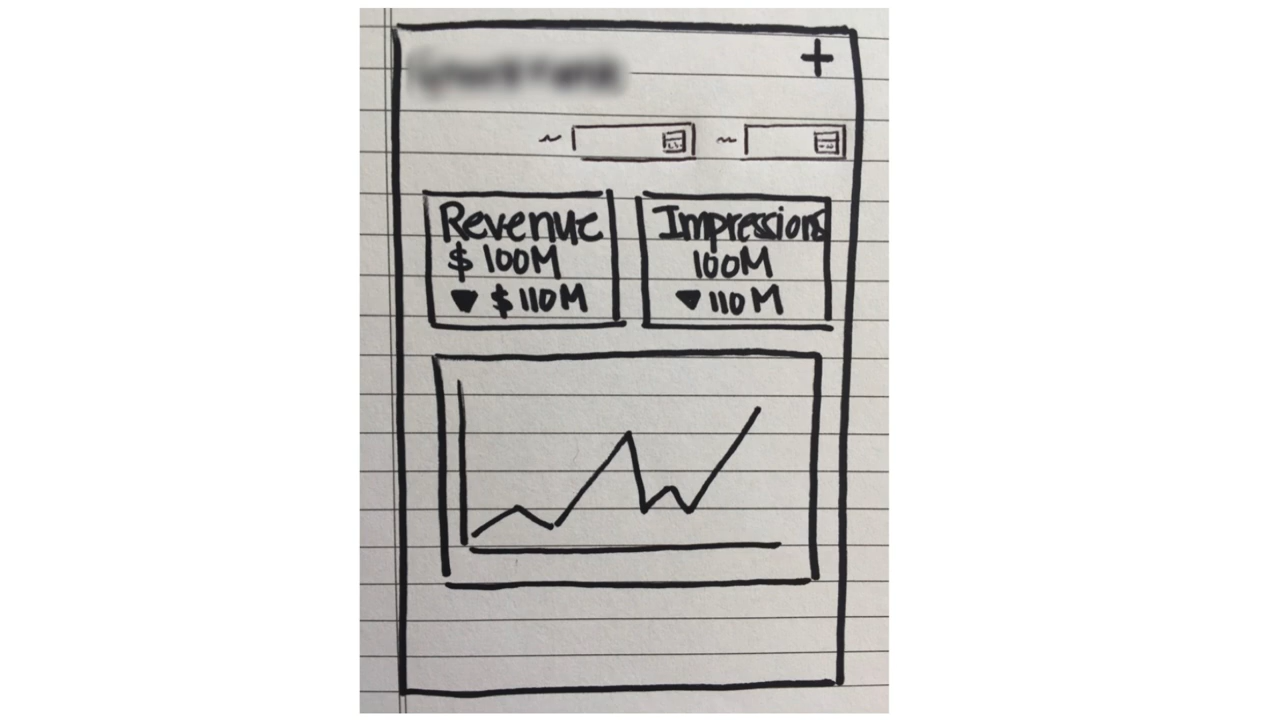 +
~ ~
Revenue
$ 100M
▼ $ 110M
Impressions
100M
▼ 110M